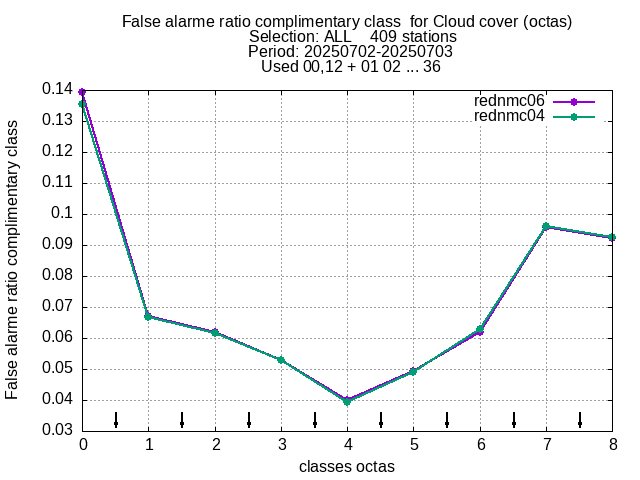 False alarme ratio complimentary class  for Cloud cover (octas)
Selection: ALL    409 stations
Period: 20250702-20250703
Used 00,12 + 01 02 ... 36
rednmc06
rednmc04
False alarme ratio complimentary class
0.14
0.13
0.12
0.11
0.1
0.09
0.08
0.07
0.06
0.05
0.04
0.03
0 1 2 3 4 5 6 7 8
classes octas